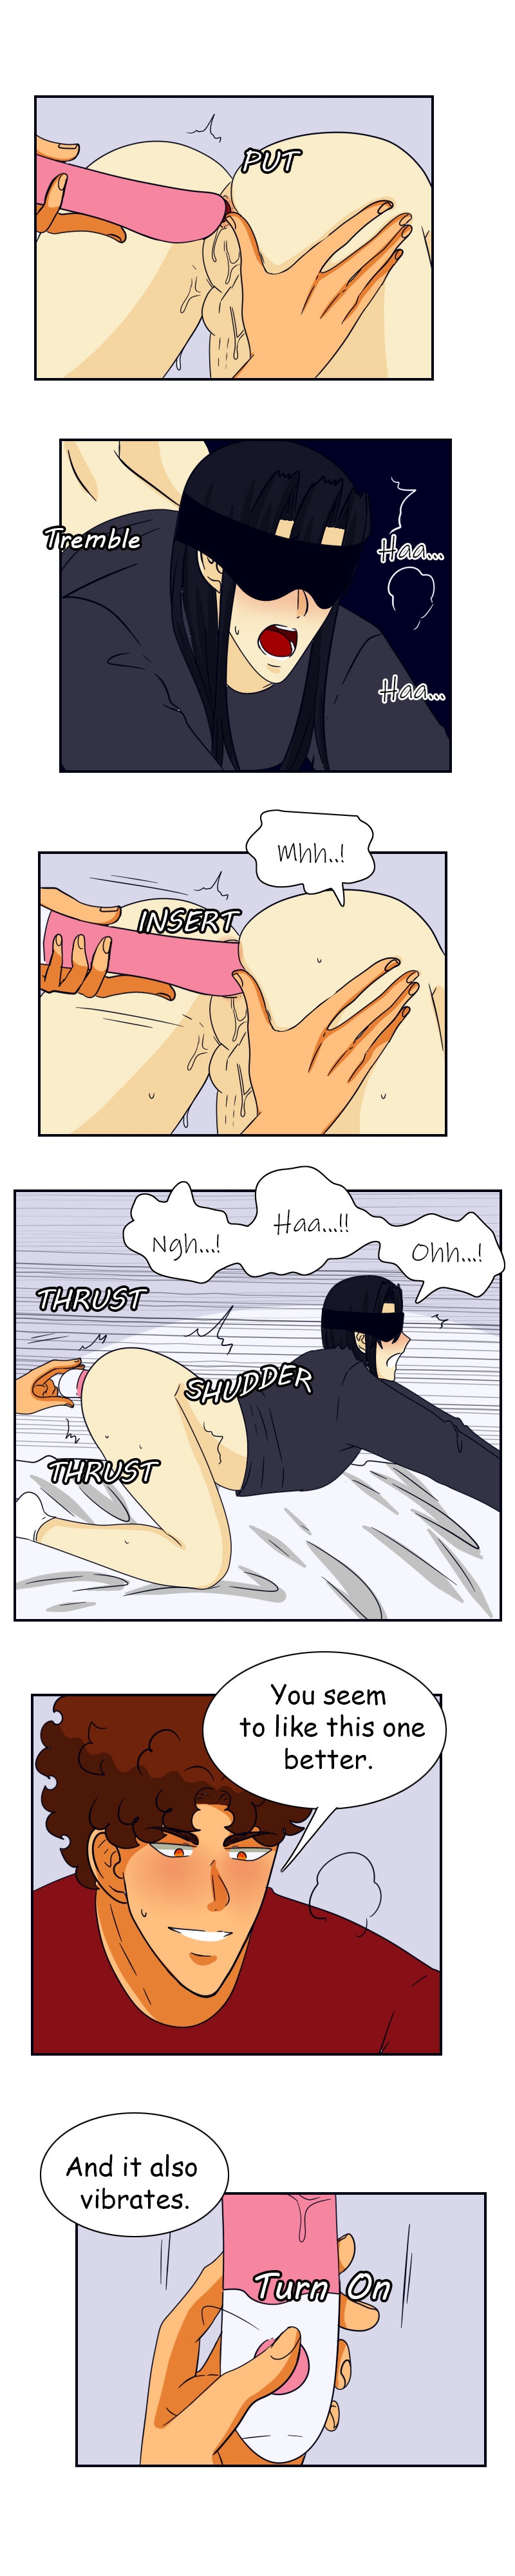 PUT
Tremble
Haa...
Haa...
Mhh..!
INSERT
Ngh...!
Haa...!!
Ohh...!
THRUST
SHUDDER
THRUST
You seem
to like this one
better.
And it also
vibrates.
Turn On